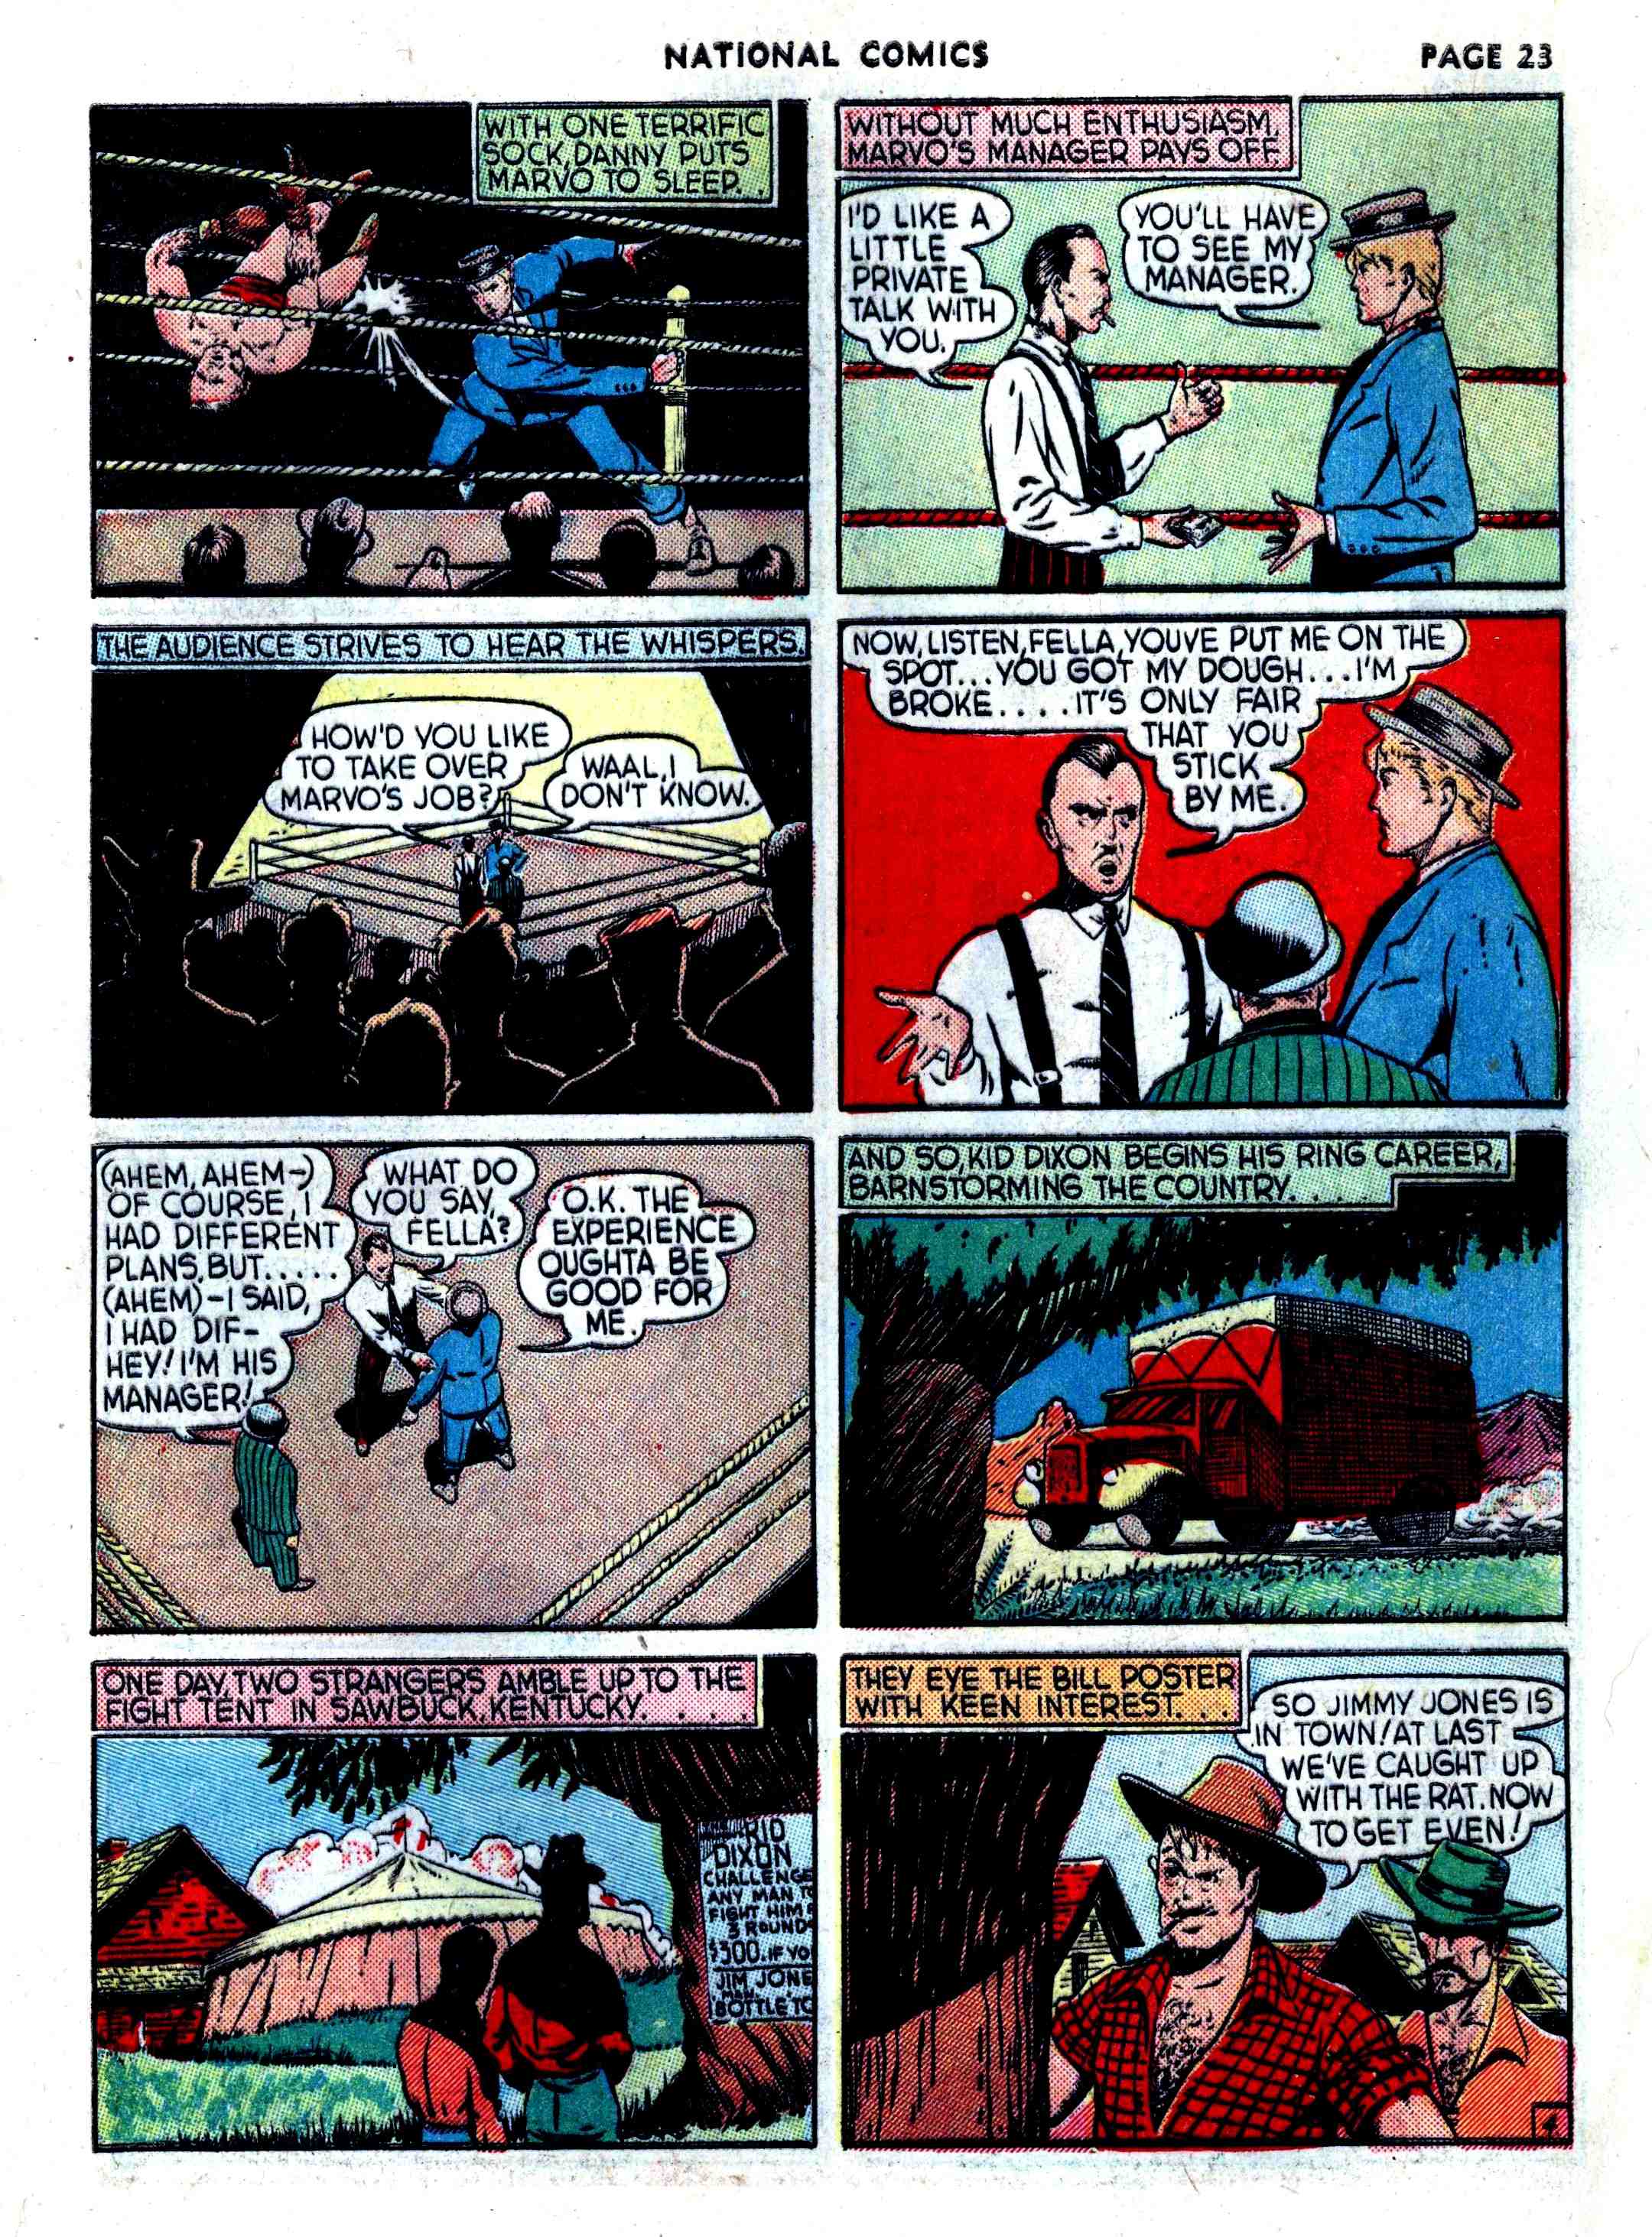 NATIONAL COMICS
PAGE 23
WITH ONE TERRIFIC
SOCK, DANNY PUTS
MARVO TO SLEEP. .
WITHOUT MUCH ENTHUSIASM,
MARVO'S MANAGER PAYS OFF.
I'D LIKE A
LITTLE
PRIVATE
TALK WITH
YOU.
YOU'LL HAVE
TO SEE MY
MANAGER.
THE AUDIENCE STRIVES TO HEAR THE WHISPERS.
HOW'D YOU LIKE
TO TAKE OVER
MARVO'S JOB?
WAAL, I
DON'T KNOW.
NOW, LISTEN, FELLA, YOUVE PUT ME ON THE
SPOT... YOU GOT MY DOUGH...I'M
BROKE....IT'S ONLY FAIR
THAT YOU
STICK
BY ME.
(AHEM, AHEM-)
OF COURSE, I
HAD DIFFERENT
PLANS, BUT.....
(AHEM)-I SAID,
I HAD DIF-
HEY! I'M HIS
MANAGER!
WHAT DO
YOU SAY,
FELLA?
O.K. THE
EXPERIENCE
OUGHTA BE
GOOD FOR
ME.
AND SO, KID DIXON BEGINS HIS RING CAREER,
BARNSTORMING THE COUNTRY. . . . .
ONE DAY, TWO STRANGERS AMBLE UP TO THE
FIGHT TENT IN SAWBUCK, KENTUCKY. . . .
KID
DIXON
CHALLENGE
ANY MAN TO
FIGHT HIM
3 ROUNDS
$500. IF YO
JIM JONE
BOTTLE TO
THEY EYE THE BILL POSTER
WITH KEEN INTEREST. . .
SO JIMMY JONES IS
IN TOWN! AT LAST
WE'VE CAUGHT UP
WITH THE RAT. NOW
TO GET EVEN!
4